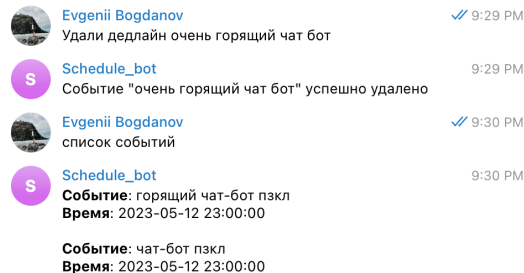 Evgenii Bogdanov 9:29 PM
Удали дедлайн очень горящий чат бот
S Schedule_bot 9:29 PM
Событие "очень горящий чат бот" успешно удалено
Evgenii Bogdanov 9:30 PM
список событий
S Schedule_bot 9:30 PM
Событие: горящий чат-бот пзкл
Время: 2023-05-12 23:00:00
Событие: чат-бот пзкл
Время: 2023-05-12 23:00:00